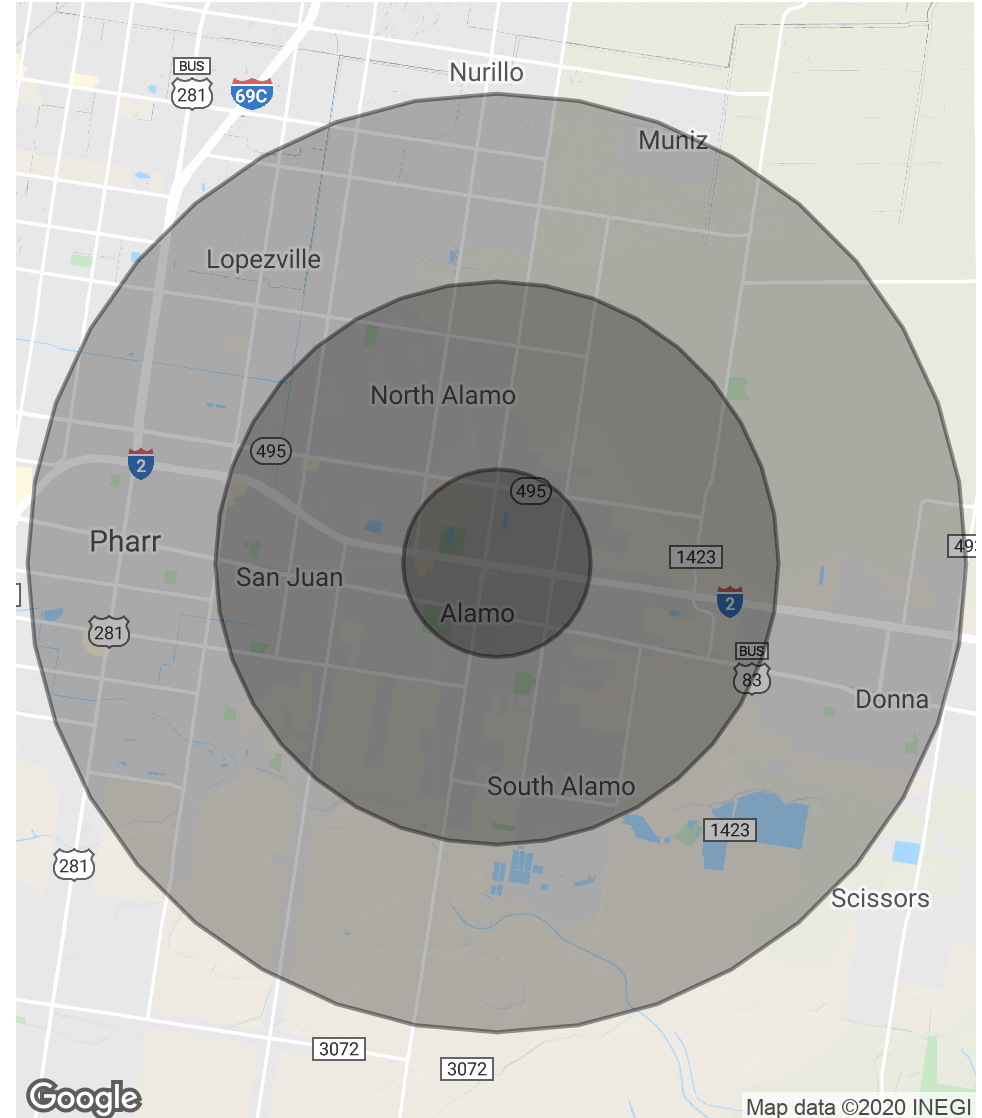 Nurillo
BUS
281
69C
Muniz
Lopezville
North Alamo
495
2
495
Pharr
1423
49
San Juan
2
Alamo
281
BUS
83
Donna
South Alamo
1423
281
Scissors
3072
3072
Google
Map data ©2020 INEGI